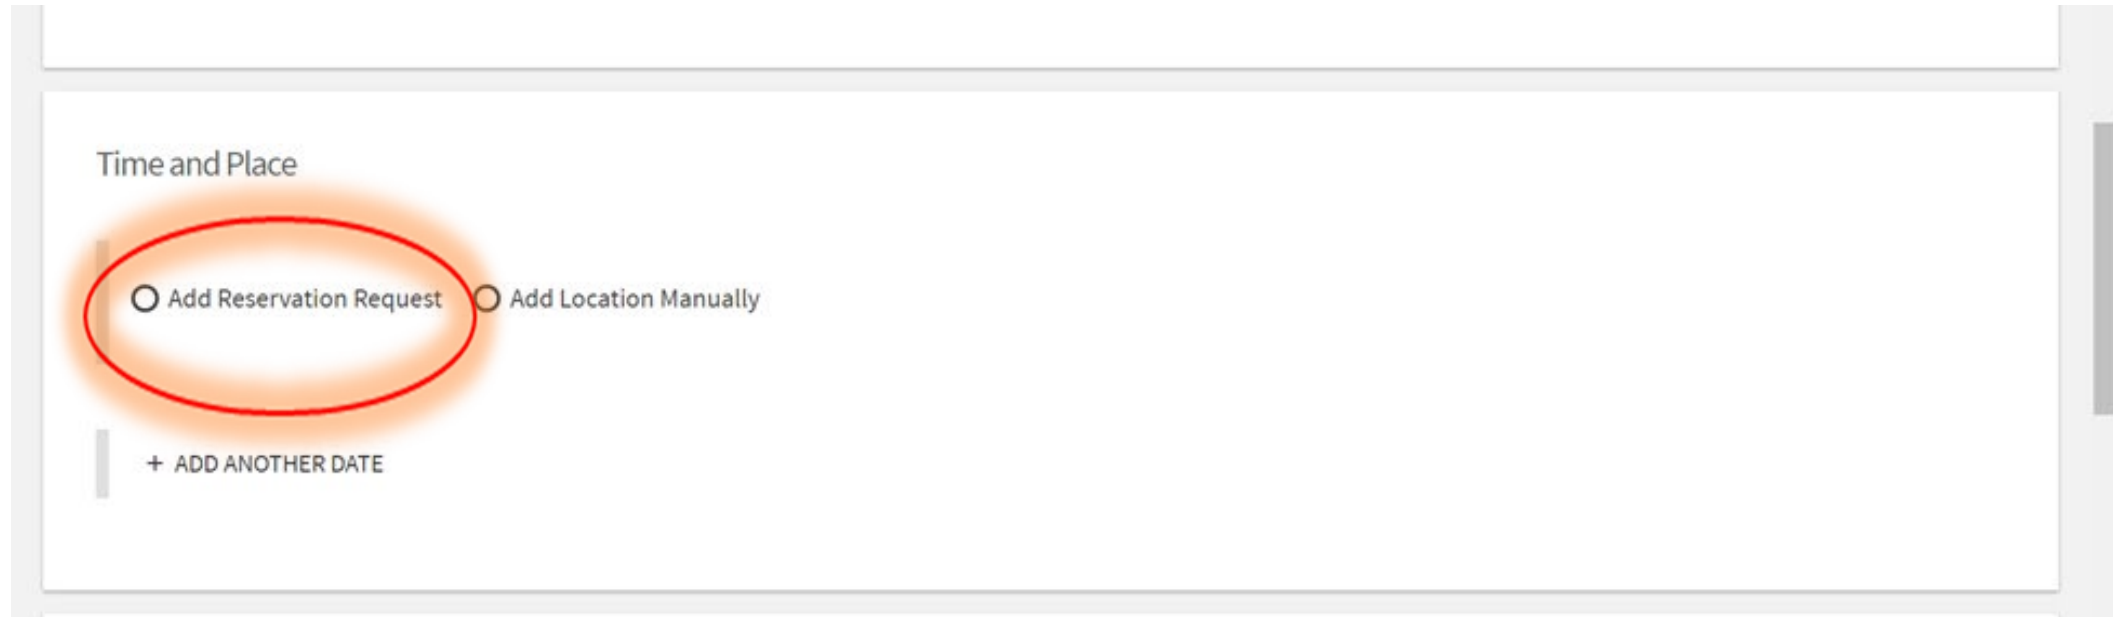 Time and Place
Add Reservation Request Add Location Manually
+ ADD ANOTHER DATE